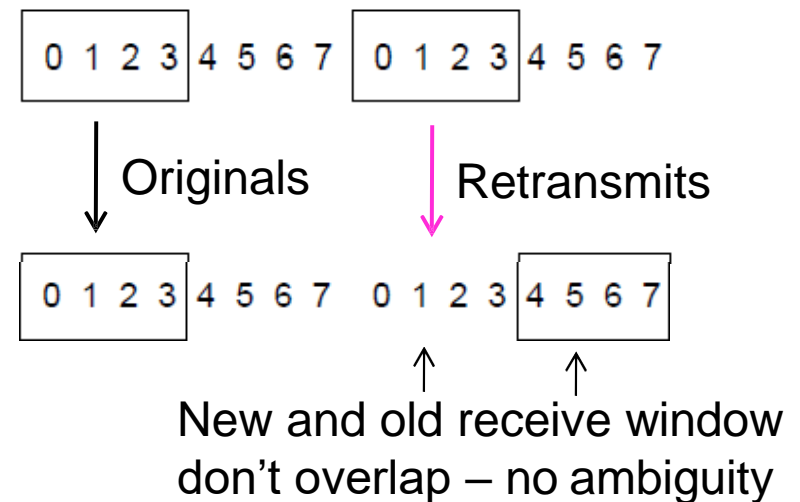 0 1 2 3 4 5 6 7 0 1 2 3 4 5 6 7
Originals Retransmits
0 1 2 3 4 5 6 7 0 1 2 3 4 5 6 7
New and old receive window
don't overlap – no ambiguity